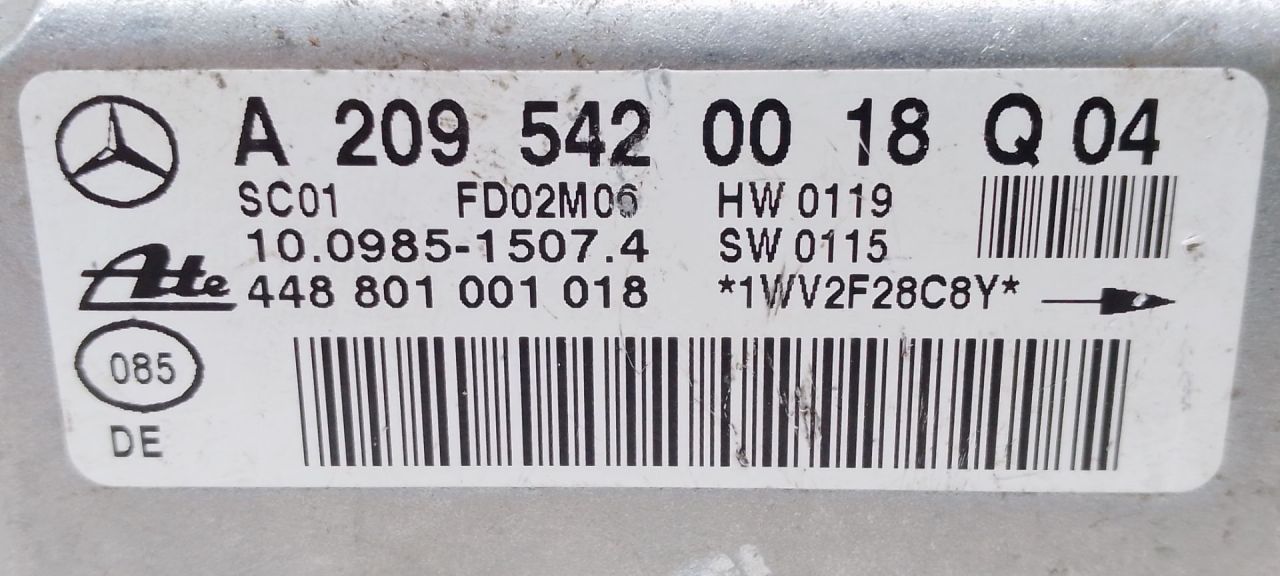 A 209 542 00 18 Q 04
SC01 FD02M06 HW 0119
10.0985-1507.4 SW 0115
Ate 448 801 001 018 *1WV2F28C8Y*
085
DE